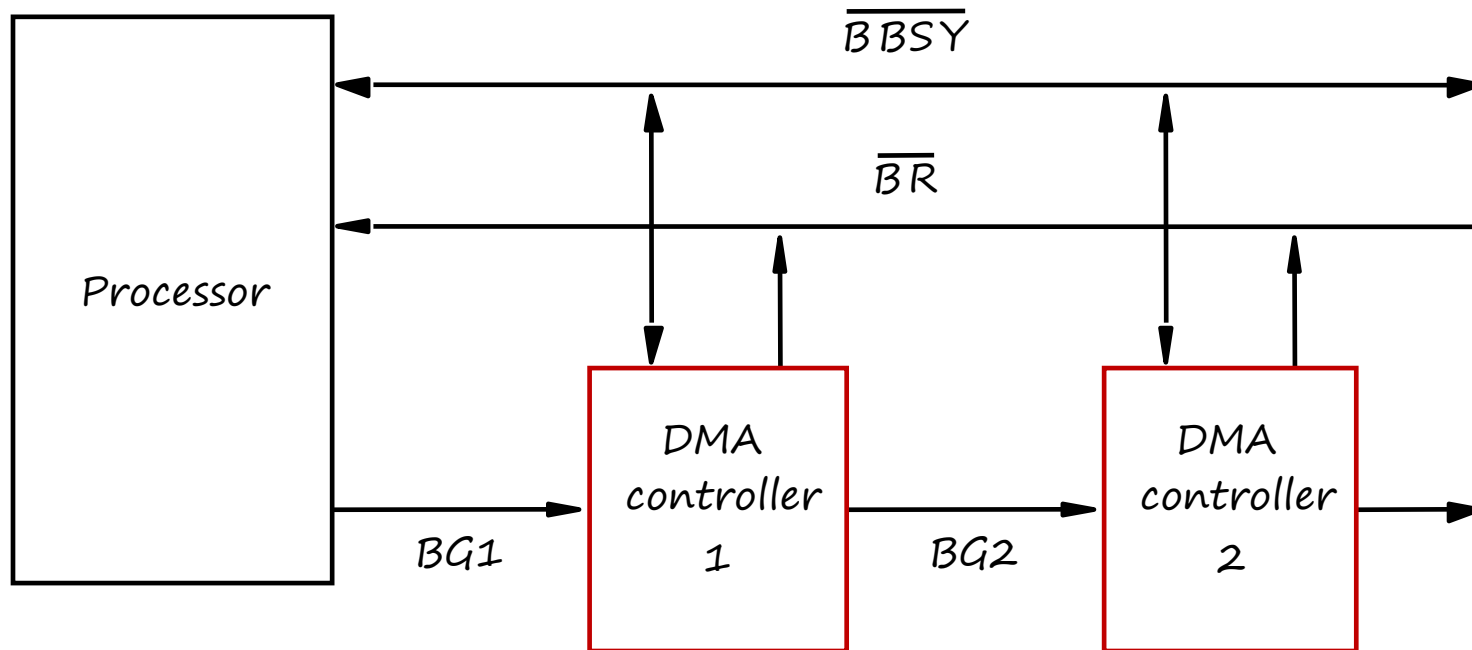 BBSY
BR
Processor
DMA
controller
1
DMA
controller
2
BG1
BG2